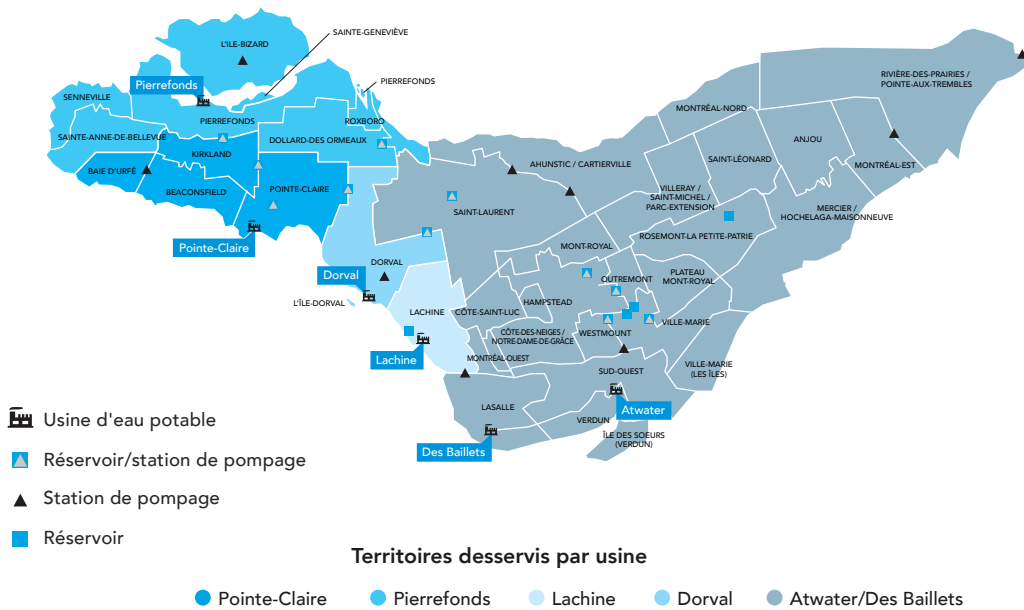 SAINTE-GENEVIÈVE
L'ILE-BIZARD
RIVIÈRE-DES-PRAIRIES /
POINTE-AUX-TREMBLES
Pierrefonds
PIERREFONDS
SENNEVILLE
MONTRÉAL-NORD
PIERREFONDS
ROXBORO
SAINTE-ANNE-DE-BELLEVUE
DOLLARD-DES ORMEAUX
ANJOU
KIRKLAND
SAINT-LÉONARD
AHUNSTIC / CARTIERVILLE
MONTRÉAL-EST
BAIE D'URFÉ
BEACONSFIELD
POINTE-CLAIRE
VILLERAY /
SAINT-MICHEL /
PARC-EXTENSION
MERCIER /
HOCHELAGA-MAISONNEUVE
SAINT-LAURENT
ROSEMONT-LA PETITE-PATRIE
Pointe-Claire
MONT-ROYAL
DORVAL
Dorval
OUTREMONT
PLATEAU
MONT-ROYAL
L'ÎLE-DORVAL
HAMPSTEAD
LACHINE
CÔTE-SAINT-LUC
VILLE-MARIE
CÔTE-DES-NEIGES /
NOTRE-DAME-DE-GRÂCE
WESTMOUNT
Lachine
MONTRÉAL-OUEST
SUD-OUEST
VILLE-MARIE
(LES ÎLES)
LASALLE
Atwater
VERDUN
ÎLE DES SOEURS
(VERDUN)
Des Baillets
Usine d'eau potable
Réservoir/station de pompage
Station de pompage
Réservoir
Territoires desservis par usine
Pointe-Claire
Pierrefonds
Lachine
Dorval
Atwater/Des Baillets